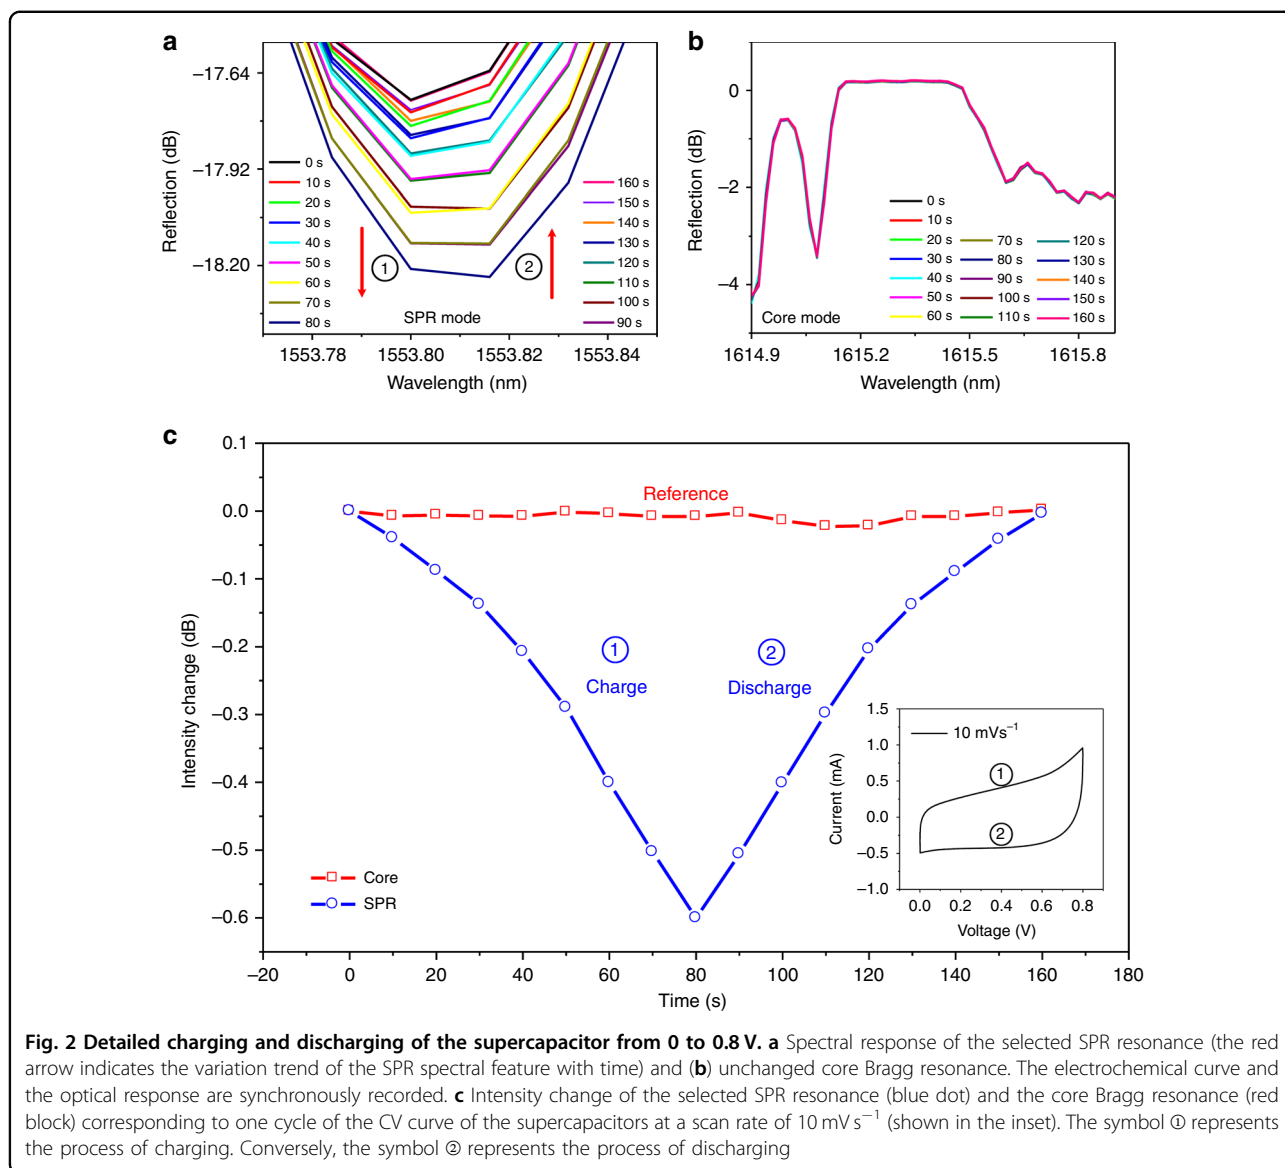 a
Reflection (dB)
−17.64
−17.92
−18.20
0 s
10 s
20 s
30 s
40 s
50 s
60 s
70 s
80 s
160 s
150 s
140 s
130 s
120 s
110 s
100 s
90 s
1
2
SPR mode
1553.78 1553.80 1553.82 1553.84
Wavelength (nm)
b
Reflection (dB)
0
−2
−4
0 s
10 s
20 s
30 s
40 s
50 s
60 s
70 s
80 s
90 s
100 s
110 s
120 s
130 s
140 s
150 s
160 s
Core mode
1614.9 1615.2 1615.5 1615.8
Wavelength (nm)
c
Intensity change (dB)
0.1
0.0
−0.1
−0.2
−0.3
−0.4
−0.5
−0.6
Reference
1
Charge
2
Discharge
Core
SPR
−20 0 20 40 60 80 100 120 140 160 180
Time (s)
Current (mA)
1.5
1.0
0.5
0.0
−0.5
−1.0
10 mVs−1
1
2
0.0 0.2 0.4 0.6 0.8
Voltage (V)
Fig. 2 Detailed charging and discharging of the supercapacitor from 0 to 0.8 V. a Spectral response of the selected SPR resonance (the red
arrow indicates the variation trend of the SPR spectral feature with time) and (b) unchanged core Bragg resonance. The electrochemical curve and
the optical response are synchronously recorded. c Intensity change of the selected SPR resonance (blue dot) and the core Bragg resonance (red
block) corresponding to one cycle of the CV curve of the supercapacitors at a scan rate of 10 mV s−1 (shown in the inset). The symbol ① represents
the process of charging. Conversely, the symbol ② represents the process of discharging